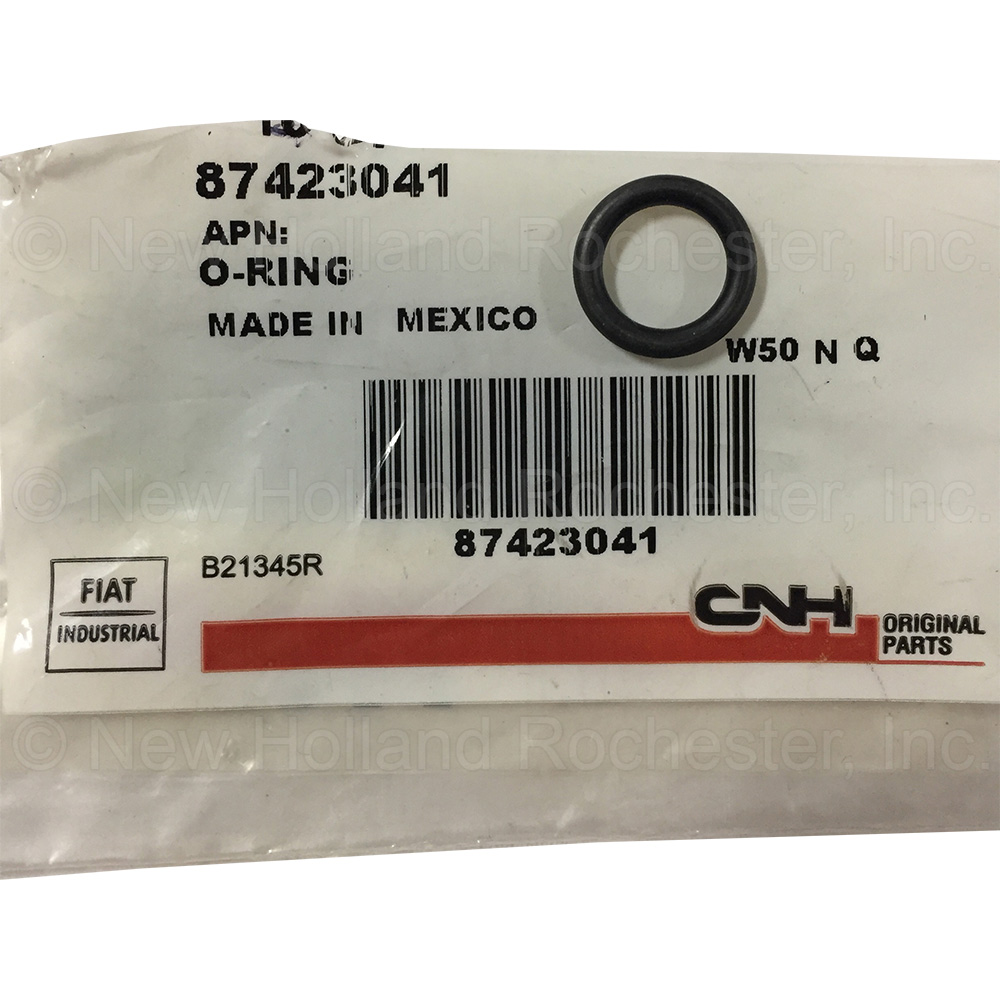 87423041
APN:
O-RING
MADE IN MEXICO
W50 N Q
87423041
B21345R
FIAT
INDUSTRIAL
CNH
ORIGINAL
PARTS
© New Holland Rochester, Inc.
© New Holland Rochester, Inc.
© New Holland Rochester, Inc.